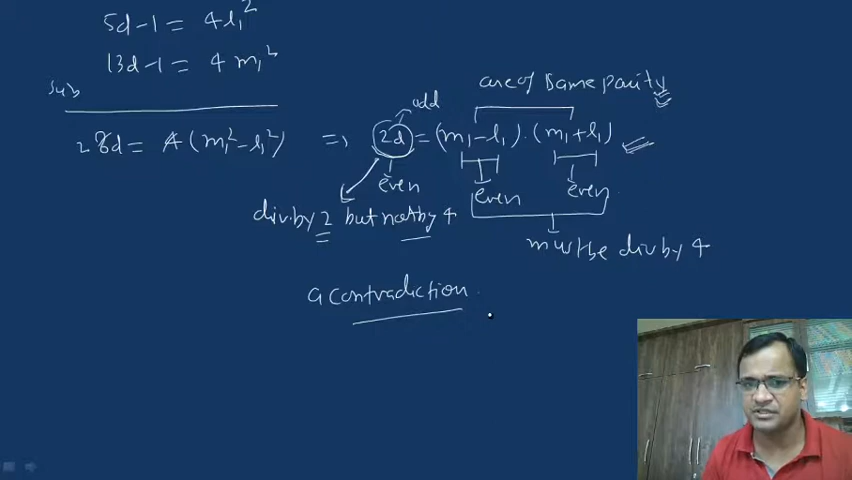 5d-1 = 4l₁²
13d-1 = 4m₁²
Sub
are of Same parity
odd
8d = 4(m₁²-l₁²) ⇒ 2d = (m₁-l₁)·(m₁+l₁)
even
even
even
div.by 2 but not by 4
must be div by 4
a contradiction